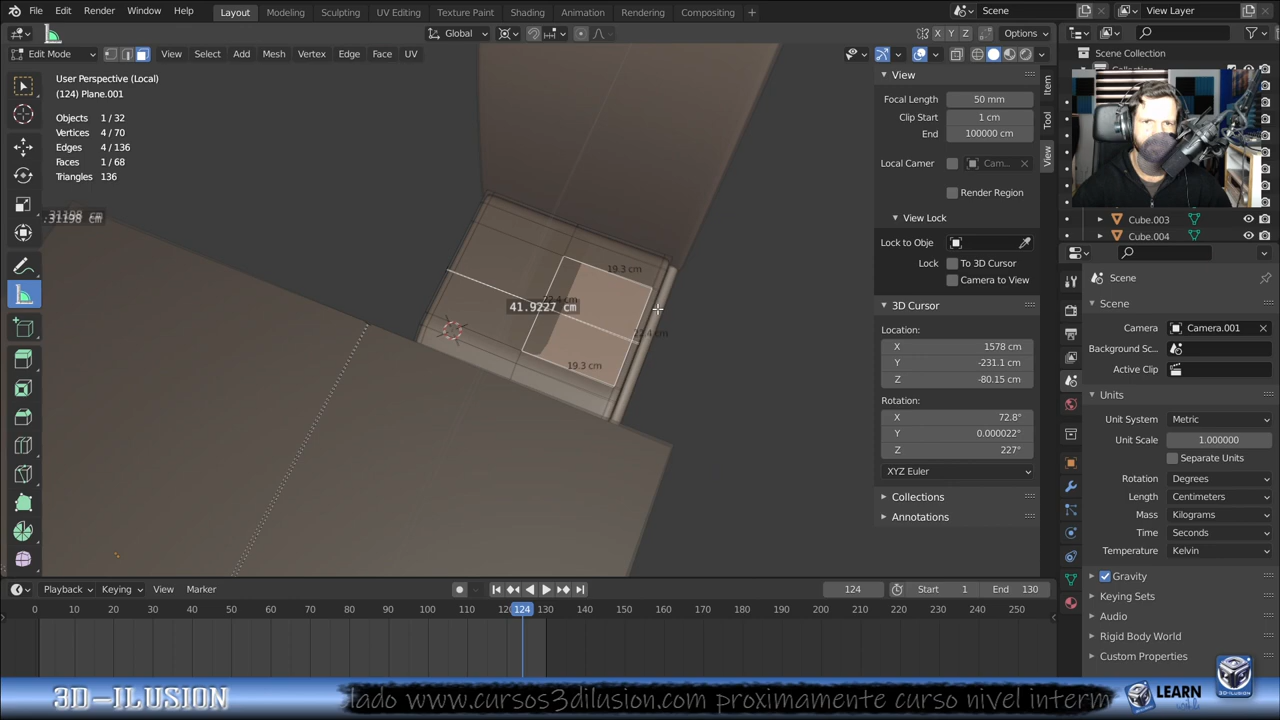 File Edit Render Window Help Layout Modeling Sculpting UV Editing Texture Paint Shading Animation Rendering Compositing + Scene View Layer
Global X Y Z Options
Edit Mode View Select Add Mesh Vertex Edge Face UV
User Perspective (Local)
(124) Plane.001
Objects 1 / 32
Vertices 4 / 70
Edges 4 / 136
Faces 1 / 68
Triangles 136
19.3 cm
41.9227 cm
19.3 cm
View
Focal Length 50 mm
Clip Start 1 cm
End 100000 cm
Local Camer Cam...
Render Region
View Lock
Lock to Obje
Lock To 3D Cursor
Camera to View
3D Cursor
Location:
X 1578 cm
Y -231.1 cm
Z -80.15 cm
Rotation:
X 72.8°
Y 0.000022°
Z 227°
XYZ Euler
Collections
Annotations
Item
Tool
View
Scene Collection
Cube.003
Cube.004
Scene
Scene
Camera Camera.001
Background Sc...
Active Clip
Units
Unit System Metric
Unit Scale 1.000000
Separate Units
Rotation Degrees
Length Centimeters
Mass Kilograms
Time Seconds
Temperature Kelvin
Gravity
Keying Sets
Audio
Rigid Body World
Custom Properties
Playback Keying View Marker 124 Start 1 End 130
0 10 20 30 40 50 60 70 80 90 100 110 124 130 140 150 160 170 180 190 200 210 220 230 240 250
3D-ILUSION lado www.cursos3dilusion.com proximamente curso nivel interm LEARN